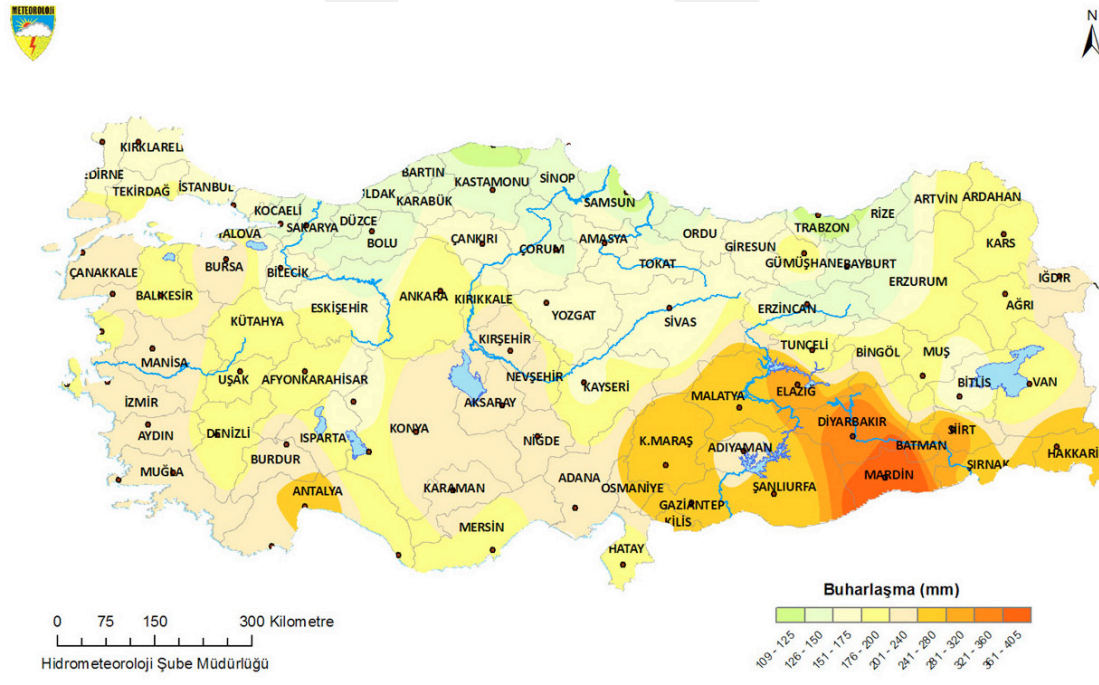 METEOROLOJİ
N
KIRKLARELİ
EDİRNE
TEKİRDAĞ
İSTANBUL
KOCAELİ
YALOVA
SAKARYA
DÜZCE
BOLU
BARTIN
KARABÜK
KASTAMONU
SİNOP
SAMSUN
ÇANKIRI
ÇORUM
AMASYA
TOKAT
ORDU
GİRESUN
TRABZON
RİZE
ARTVİN
ARDAHAN
KARS
GÜMÜŞHANE
BAYBURT
ERZURUM
IĞDIR
AĞRI
ÇANAKKALE
BURSA
BİLECİK
BALIKESİR
ESKİŞEHİR
ANKARA
KIRIKKALE
YOZGAT
SİVAS
ERZİNCAN
KÜTAHYA
KIRŞEHİR
TUNÇELİ
BİNGÖL
MUŞ
BİTLİS
VAN
MANİSA
UŞAK
AFYONKARAHİSAR
NEVŞEHİR
KAYSERİ
MALATYA
ELAZIĞ
İZMİR
AKSARAY
DİYARBAKIR
BATMAN
SİİRT
AYDIN
DENİZLİ
ISPARTA
KONYA
NİĞDE
K.MARAŞ
ADIYAMAN
HAKKARİ
BURDUR
MUĞLA
ŞIRNAK
MARDİN
ANTALYA
KARAMAN
ADANA
OSMANİYE
ŞANLIURFA
GAZİANTEP
KİLİS
MERSİN
HATAY
0 75 150 300 Kilometre
Hidrometeoroloji Şube Müdürlüğü
Buharlaşma (mm)
109 - 125
126 - 150
151 - 175
176 - 200
201 - 240
241 - 280
281 - 320
321 - 360
361 - 405